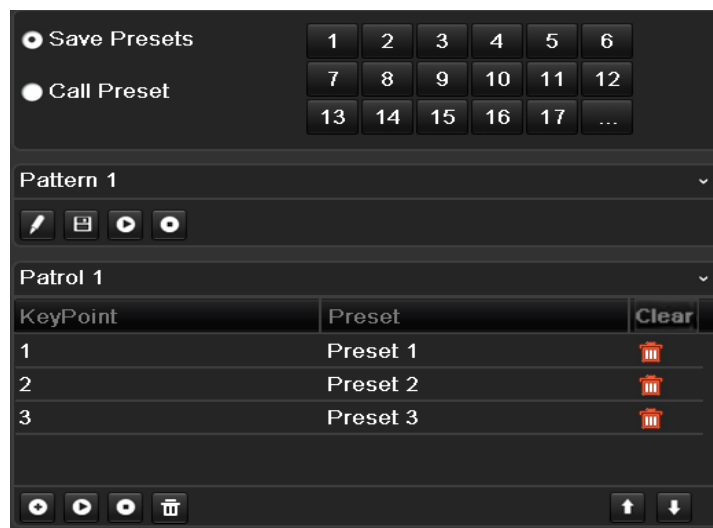 Save Presets 1 2 3 4 5 6
Call Preset 7 8 9 10 11 12
13 14 15 16 17 ...
Pattern 1
Patrol 1
KeyPoint Preset Clear
1 Preset 1
2 Preset 2
3 Preset 3